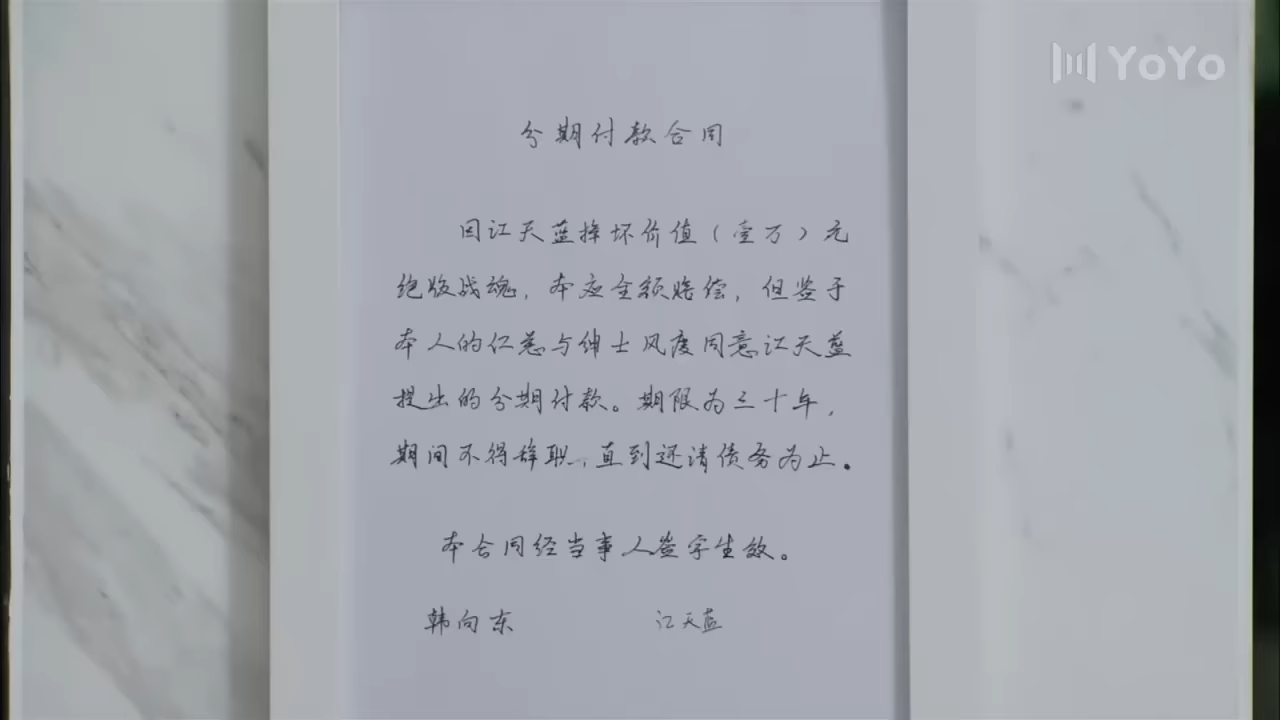 YoYo
分期付款合同
因江天蓝摔坏价值（壹万）元
绝版战魂，本应全额赔偿，但鉴于
本人的仁慈与绅士风度同意江天蓝
提出的分期付款。期限为三十年，
期间不得辞职，直到还清债务为止。
本合同经当事人签字生效。
韩向东 江天蓝